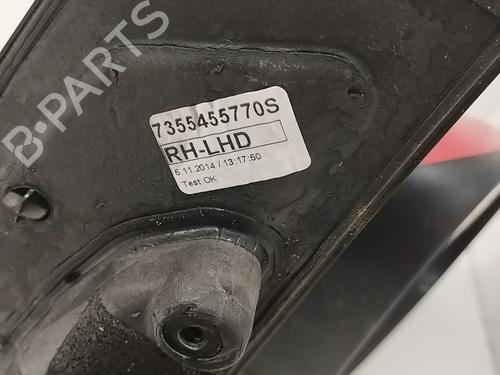 B-PARTS
7355455770S
RH-LHD
5.11.2014 / 13:17:50
Test OK